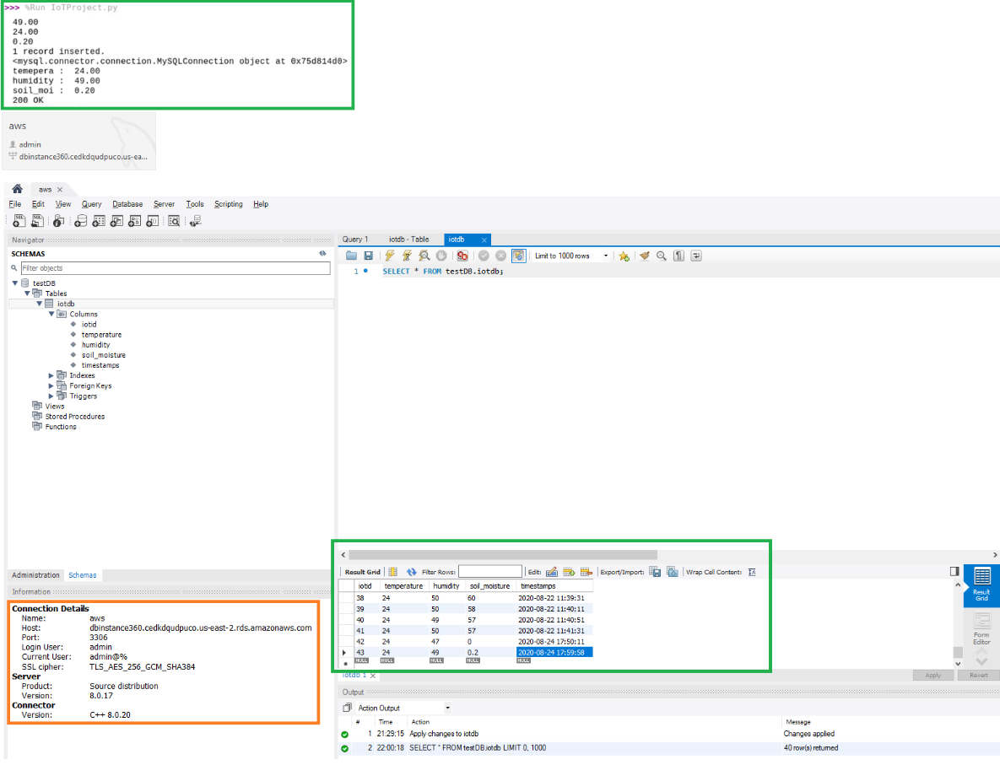 >>> %Run IoTProject.py
49.00
24.00
0.20
1 record inserted.
<mysql.connector.connection.MySQLConnection object at 0x75d814d0>
temepera :  24.00
humidity :  49.00
soil_moi :  0.20
200 OK
aws
admin
dbinstance360.cedkdqudpuco.us-ea...
aws
File Edit View Query Database Server Tools Scripting Help
Navigator
SCHEMAS
Filter objects
testDB
Tables
iotdb
Columns
iotid
temperature
humidity
soil_moisture
timestamps
Indexes
Foreign Keys
Triggers
Views
Stored Procedures
Functions
Administration Schemas
Information
Connection Details
Name: aws
Host: dbinstance360.cedkdqudpuco.us-east-2.rds.amazonaws.com
Port: 3306
Login User: admin
Current User: admin@%
SSL cipher: TLS_AES_256_GCM_SHA384
Server
Product: Source distribution
Version: 8.0.17
Connector
Version: C++ 8.0.20
Query 1 iotdb - Table iotdb
Limit to 1000 rows
1 SELECT * FROM testDB.iotdb;
Result Grid Filter Rows: Edit: Export/Import: Wrap Cell Content:
iotid temperature humidity soil_moisture timestamps
38 24 50 60 2020-08-22 11:39:31
39 24 50 58 2020-08-22 11:40:11
40 24 49 57 2020-08-22 11:40:51
41 24 50 57 2020-08-22 11:41:31
42 24 47 0 2020-08-24 17:50:11
43 24 49 0.2 2020-08-24 17:59:58
NULL NULL NULL NULL NULL
Result
Grid
Form
Editor
iotdb 1
Apply Revert
Output
Action Output
# Time Action Message
1 21:29:15 Apply changes to iotdb Changes applied
2 22:00:18 SELECT * FROM testDB.iotdb LIMIT 0, 1000 40 row(s) returned